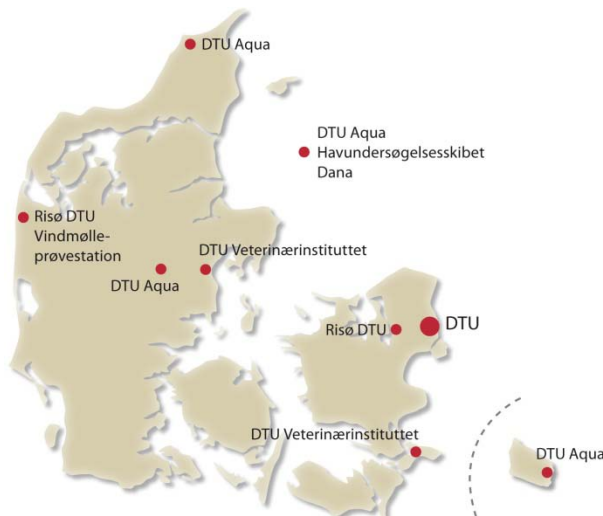 DTU Aqua
DTU Aqua
Havundersøgelsesskibet
Dana
Risø DTU
Vindmølle-
prøvestation
DTU Veterinærinstituttet
DTU Aqua
Risø DTU
DTU
DTU Veterinærinstituttet
DTU Aqua